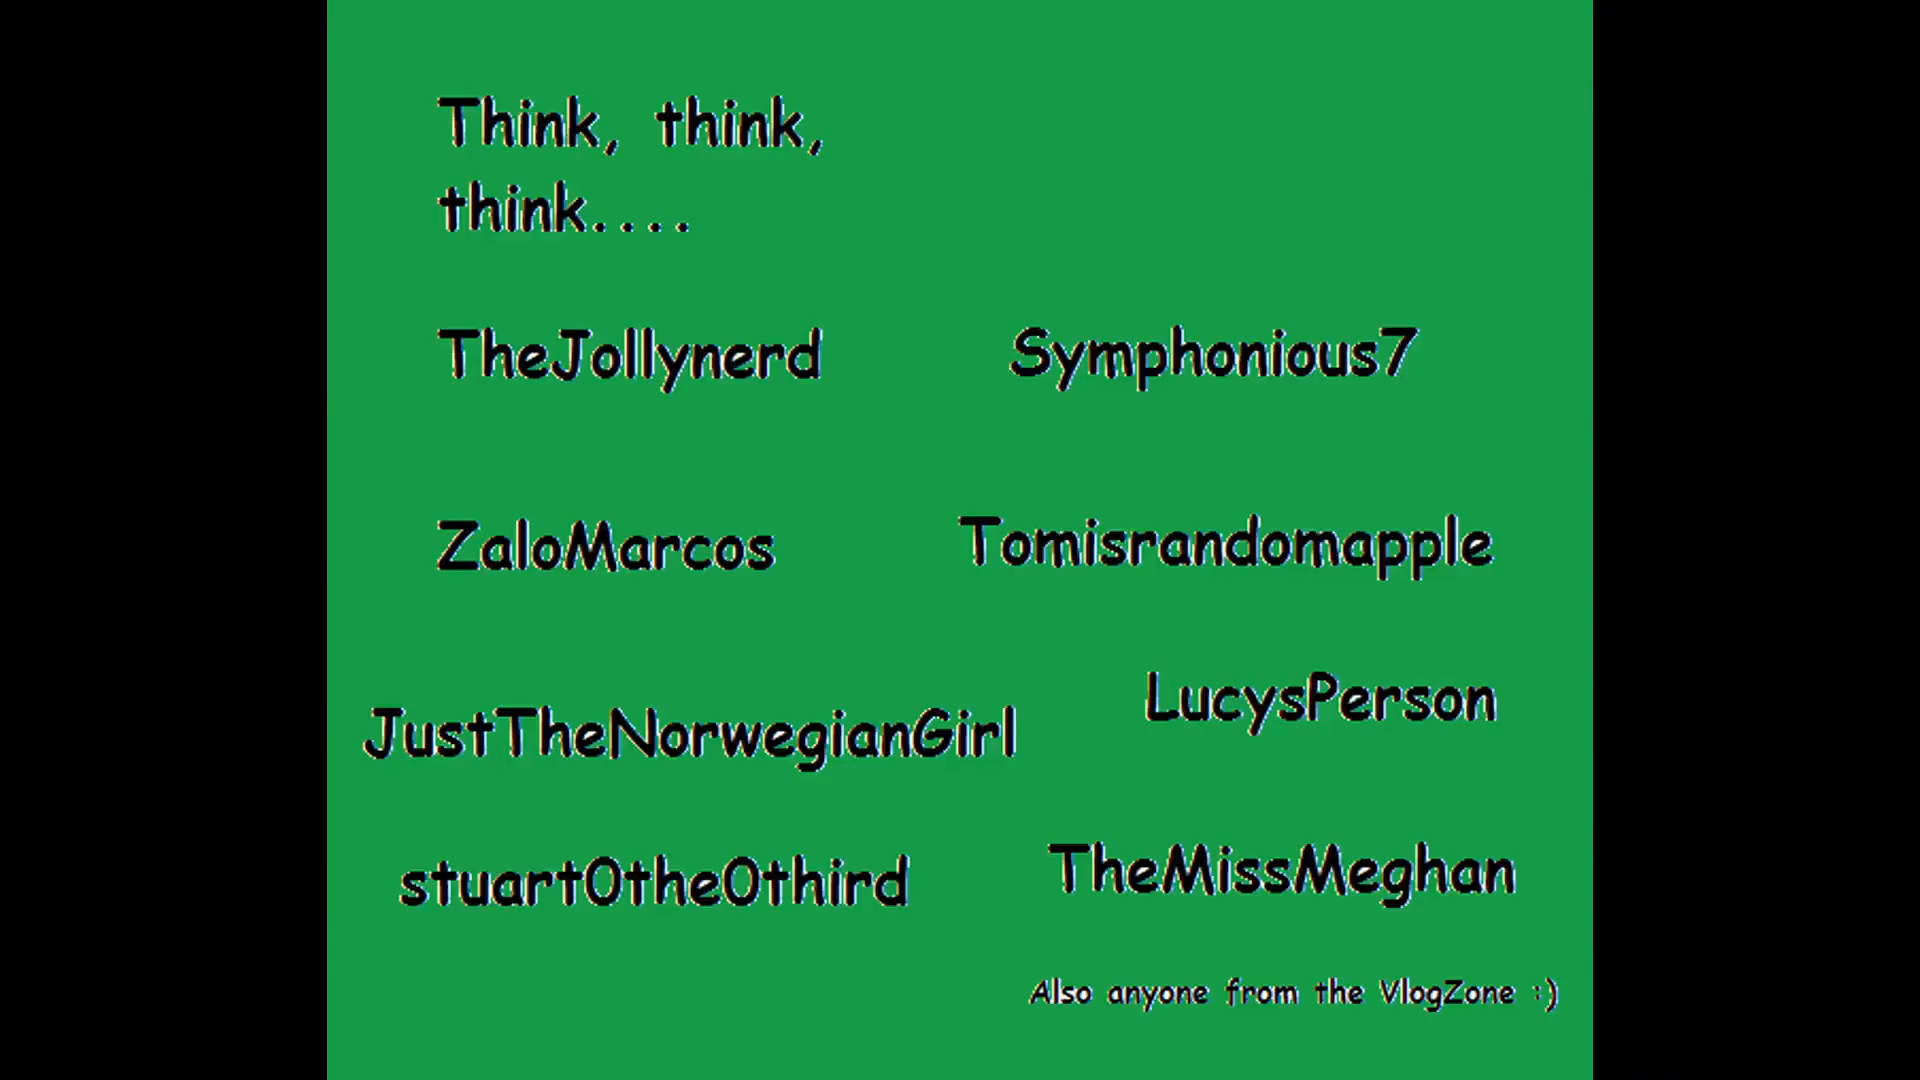 Think, think,
think....
TheJollynerd
Symphonious7
ZaloMarcos
Tomisrandomapple
JustTheNorwegianGirl
LucysPerson
stuart0the0third
TheMissMeghan
Also anyone from the VlogZone :)